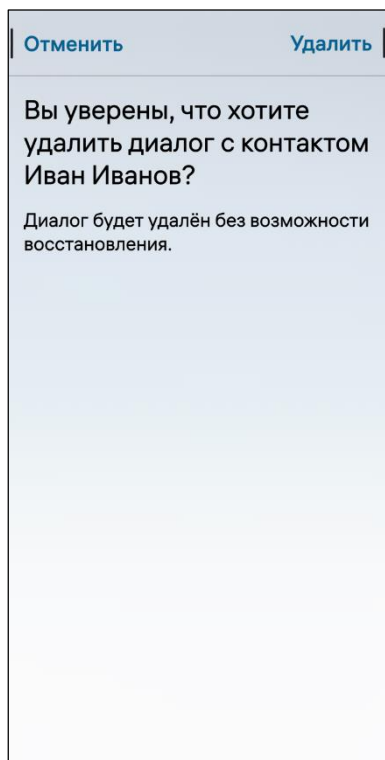 Отменить Удалить
Вы уверены, что хотите
удалить диалог с контактом
Иван Иванов?
Диалог будет удалён без возможности
восстановления.